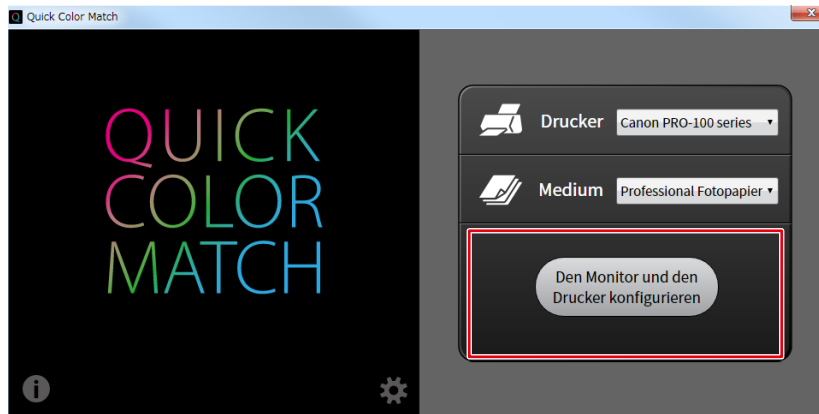 Quick Color Match
QUICK
COLOR
MATCH
Drucker
Canon PRO-100 series
Medium
Professional Fotopapier
Den Monitor und den
Drucker konfigurieren